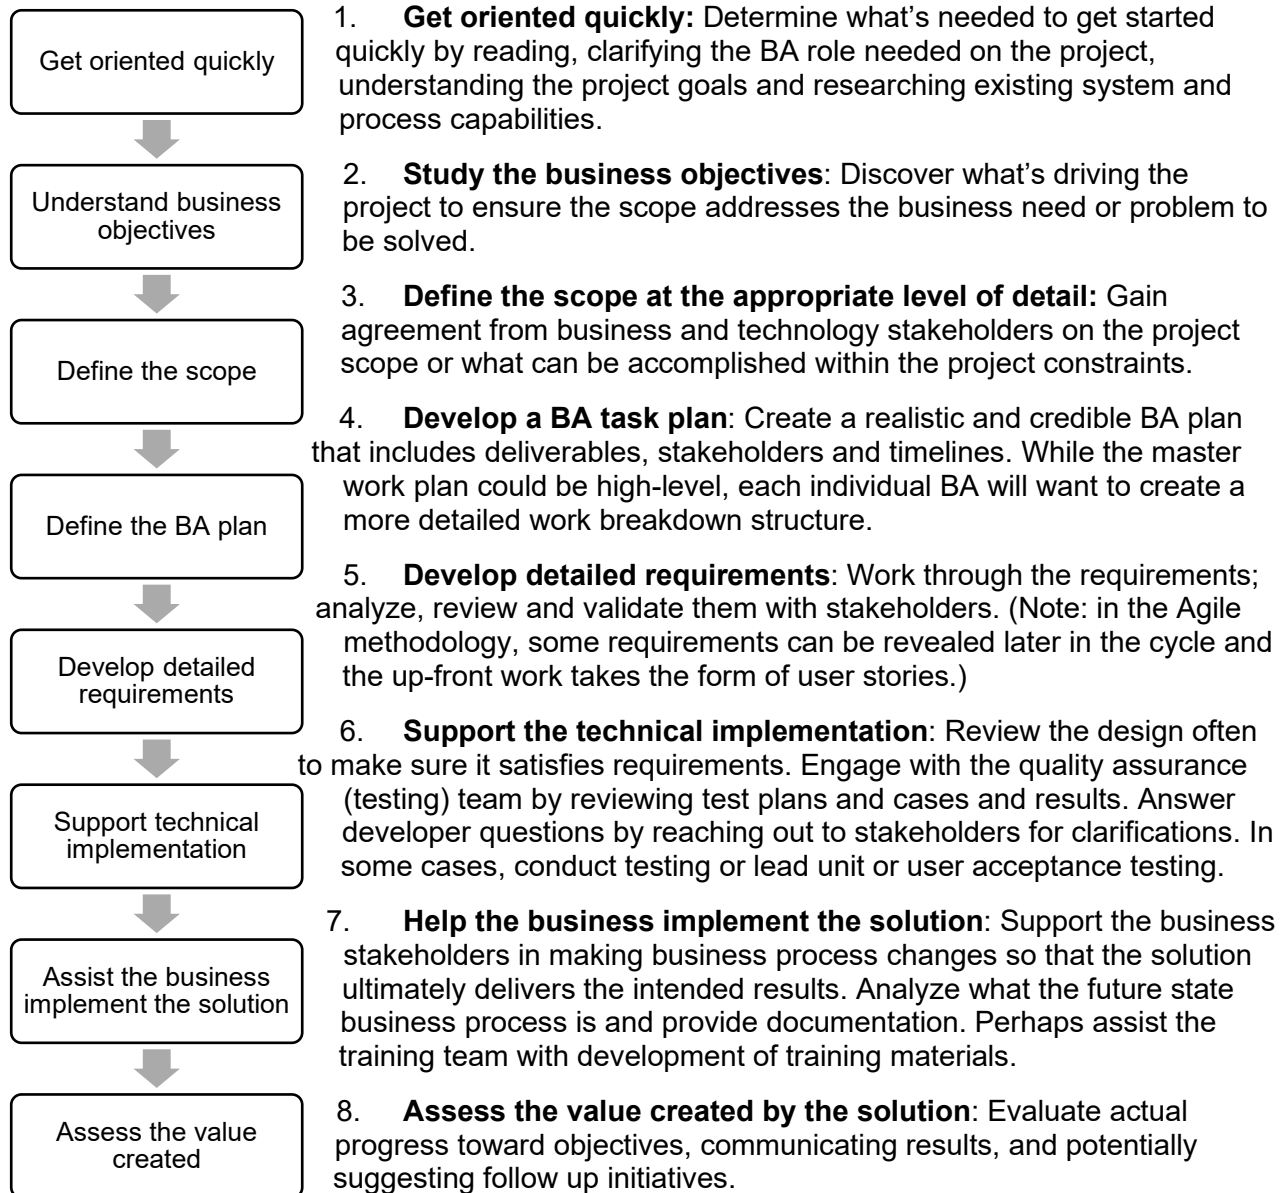 Get oriented quickly
1. Get oriented quickly: Determine what's needed to get started
quickly by reading, clarifying the BA role needed on the project,
understanding the project goals and researching existing system and
process capabilities.
Understand business
objectives
2. Study the business objectives: Discover what's driving the
project to ensure the scope addresses the business need or problem to
be solved.
Define the scope
3. Define the scope at the appropriate level of detail: Gain
agreement from business and technology stakeholders on the project
scope or what can be accomplished within the project constraints.
Define the BA plan
4. Develop a BA task plan: Create a realistic and credible BA plan
that includes deliverables, stakeholders and timelines. While the master
work plan could be high-level, each individual BA will want to create a
more detailed work breakdown structure.
Develop detailed
requirements
5. Develop detailed requirements: Work through the requirements;
analyze, review and validate them with stakeholders. (Note: in the Agile
methodology, some requirements can be revealed later in the cycle and
the up-front work takes the form of user stories.)
Support technical
implementation
6. Support the technical implementation: Review the design often
to make sure it satisfies requirements. Engage with the quality assurance
(testing) team by reviewing test plans and cases and results. Answer
developer questions by reaching out to stakeholders for clarifications. In
some cases, conduct testing or lead unit or user acceptance testing.
Assist the business
implement the solution
7. Help the business implement the solution: Support the business
stakeholders in making business process changes so that the solution
ultimately delivers the intended results. Analyze what the future state
business process is and provide documentation. Perhaps assist the
training team with development of training materials.
Assess the value
created
8. Assess the value created by the solution: Evaluate actual
progress toward objectives, communicating results, and potentially
suggesting follow up initiatives.